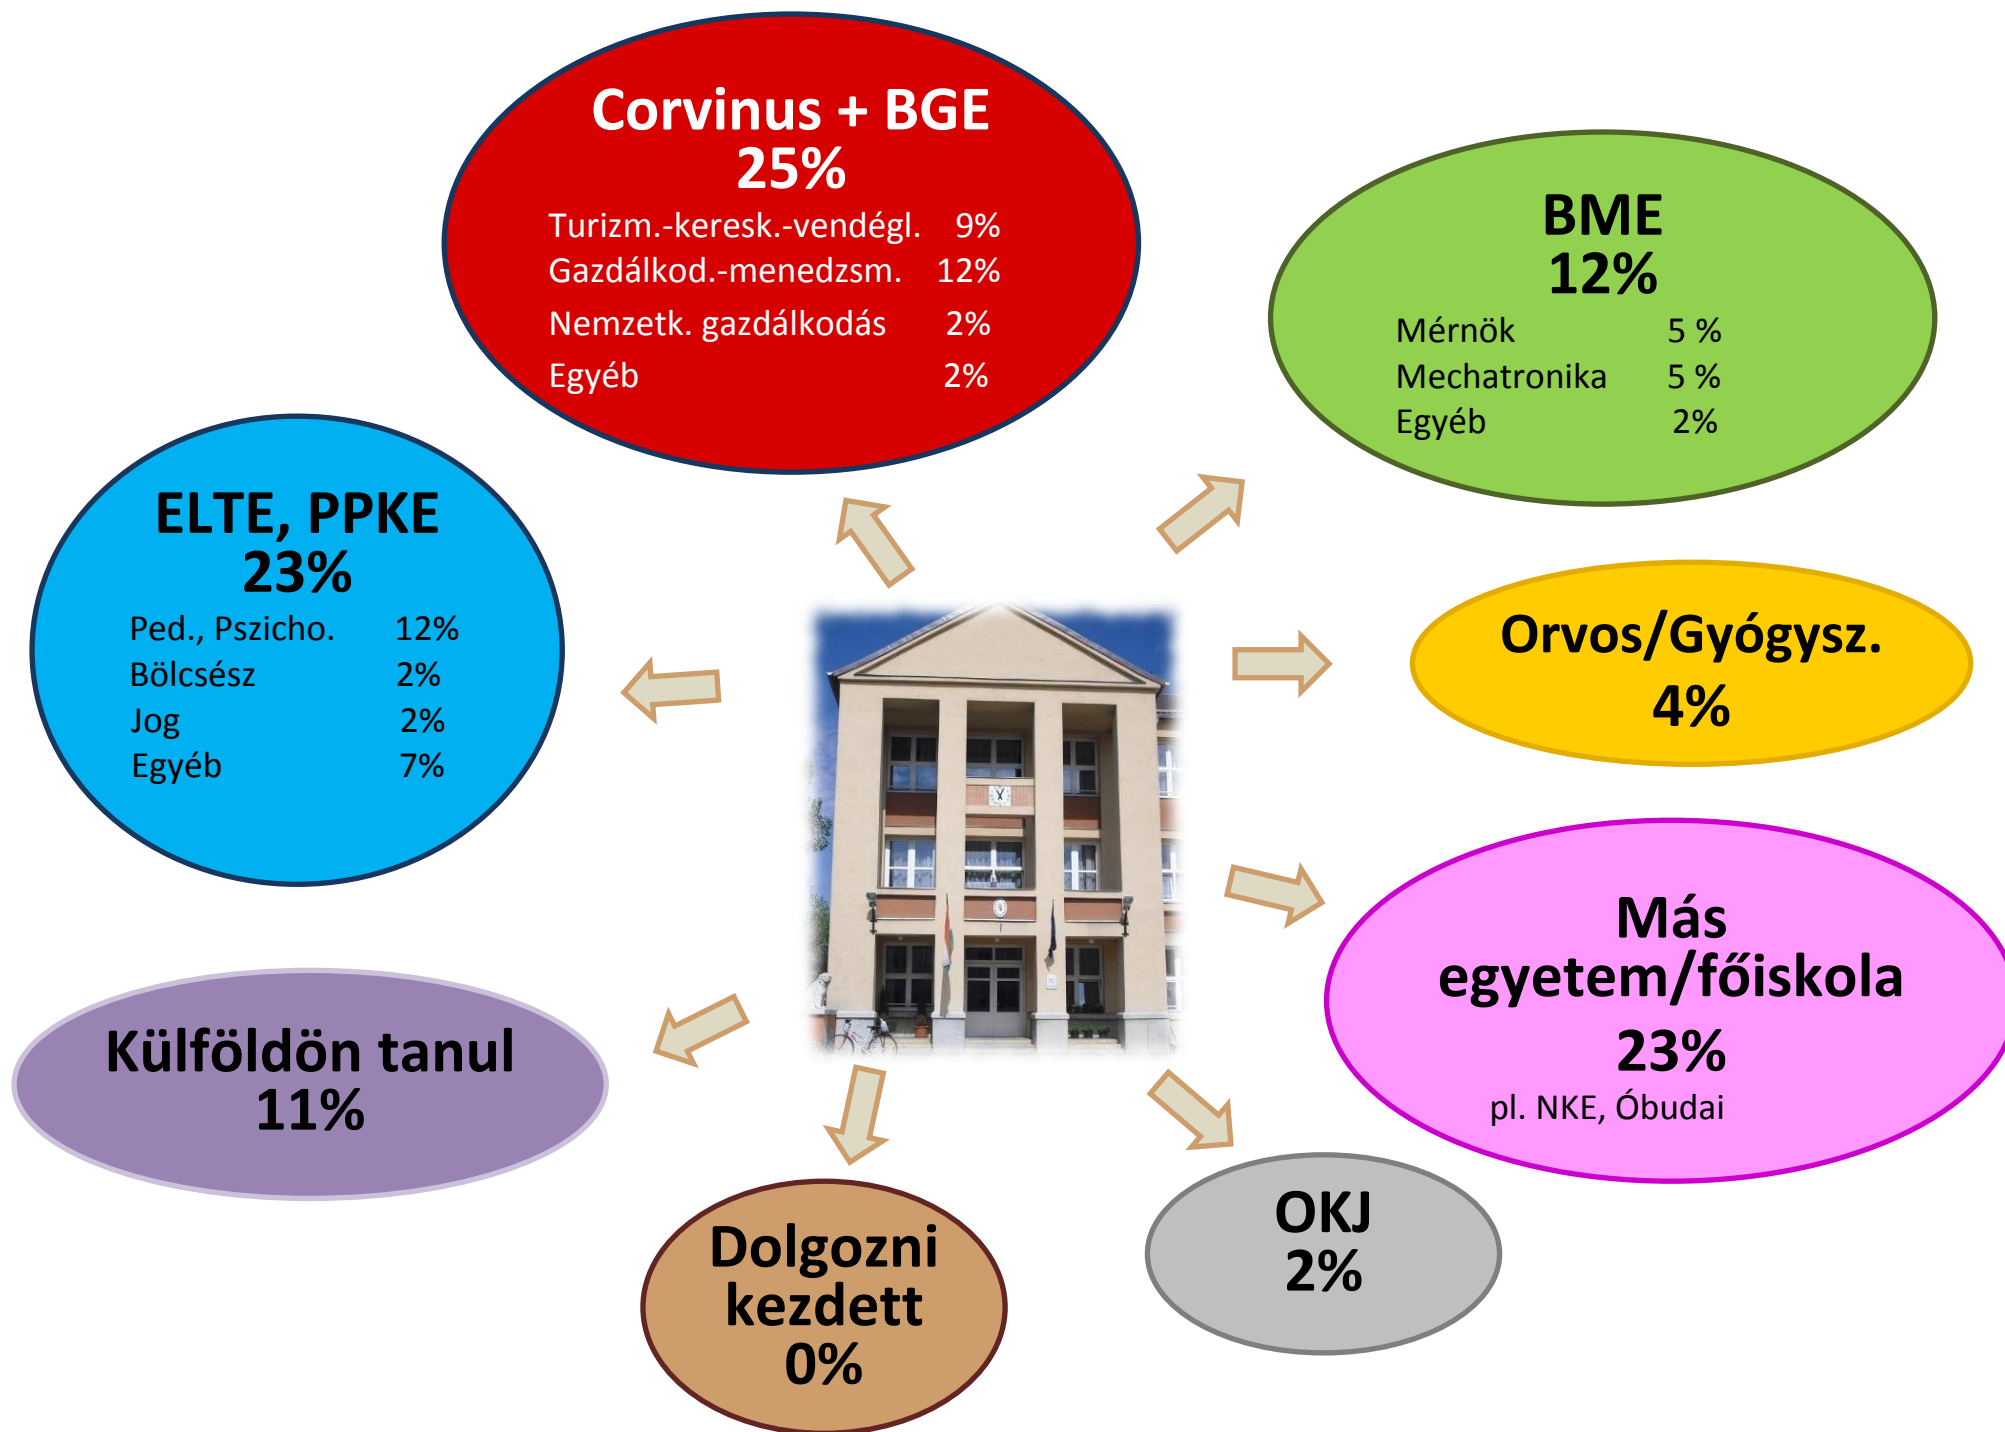 Corvinus + BGE
25%
Turizm.-keresk.-vendégl. 9%
Gazdálkod.-menedzsm. 12%
Nemzetk. gazdálkodás 2%
Egyéb 2%
BME
12%
Mérnök 5 %
Mechatronika 5 %
Egyéb 2%
ELTE, PPKE
23%
Ped., Pszicho. 12%
Bölcsész 2%
Jog 2%
Egyéb 7%
Orvos/Gyógysz.
4%
Más
egyetem/főiskola
23%
pl. NKE, Óbudai
Külföldön tanul
11%
Dolgozni
kezdett
0%
OKJ
2%